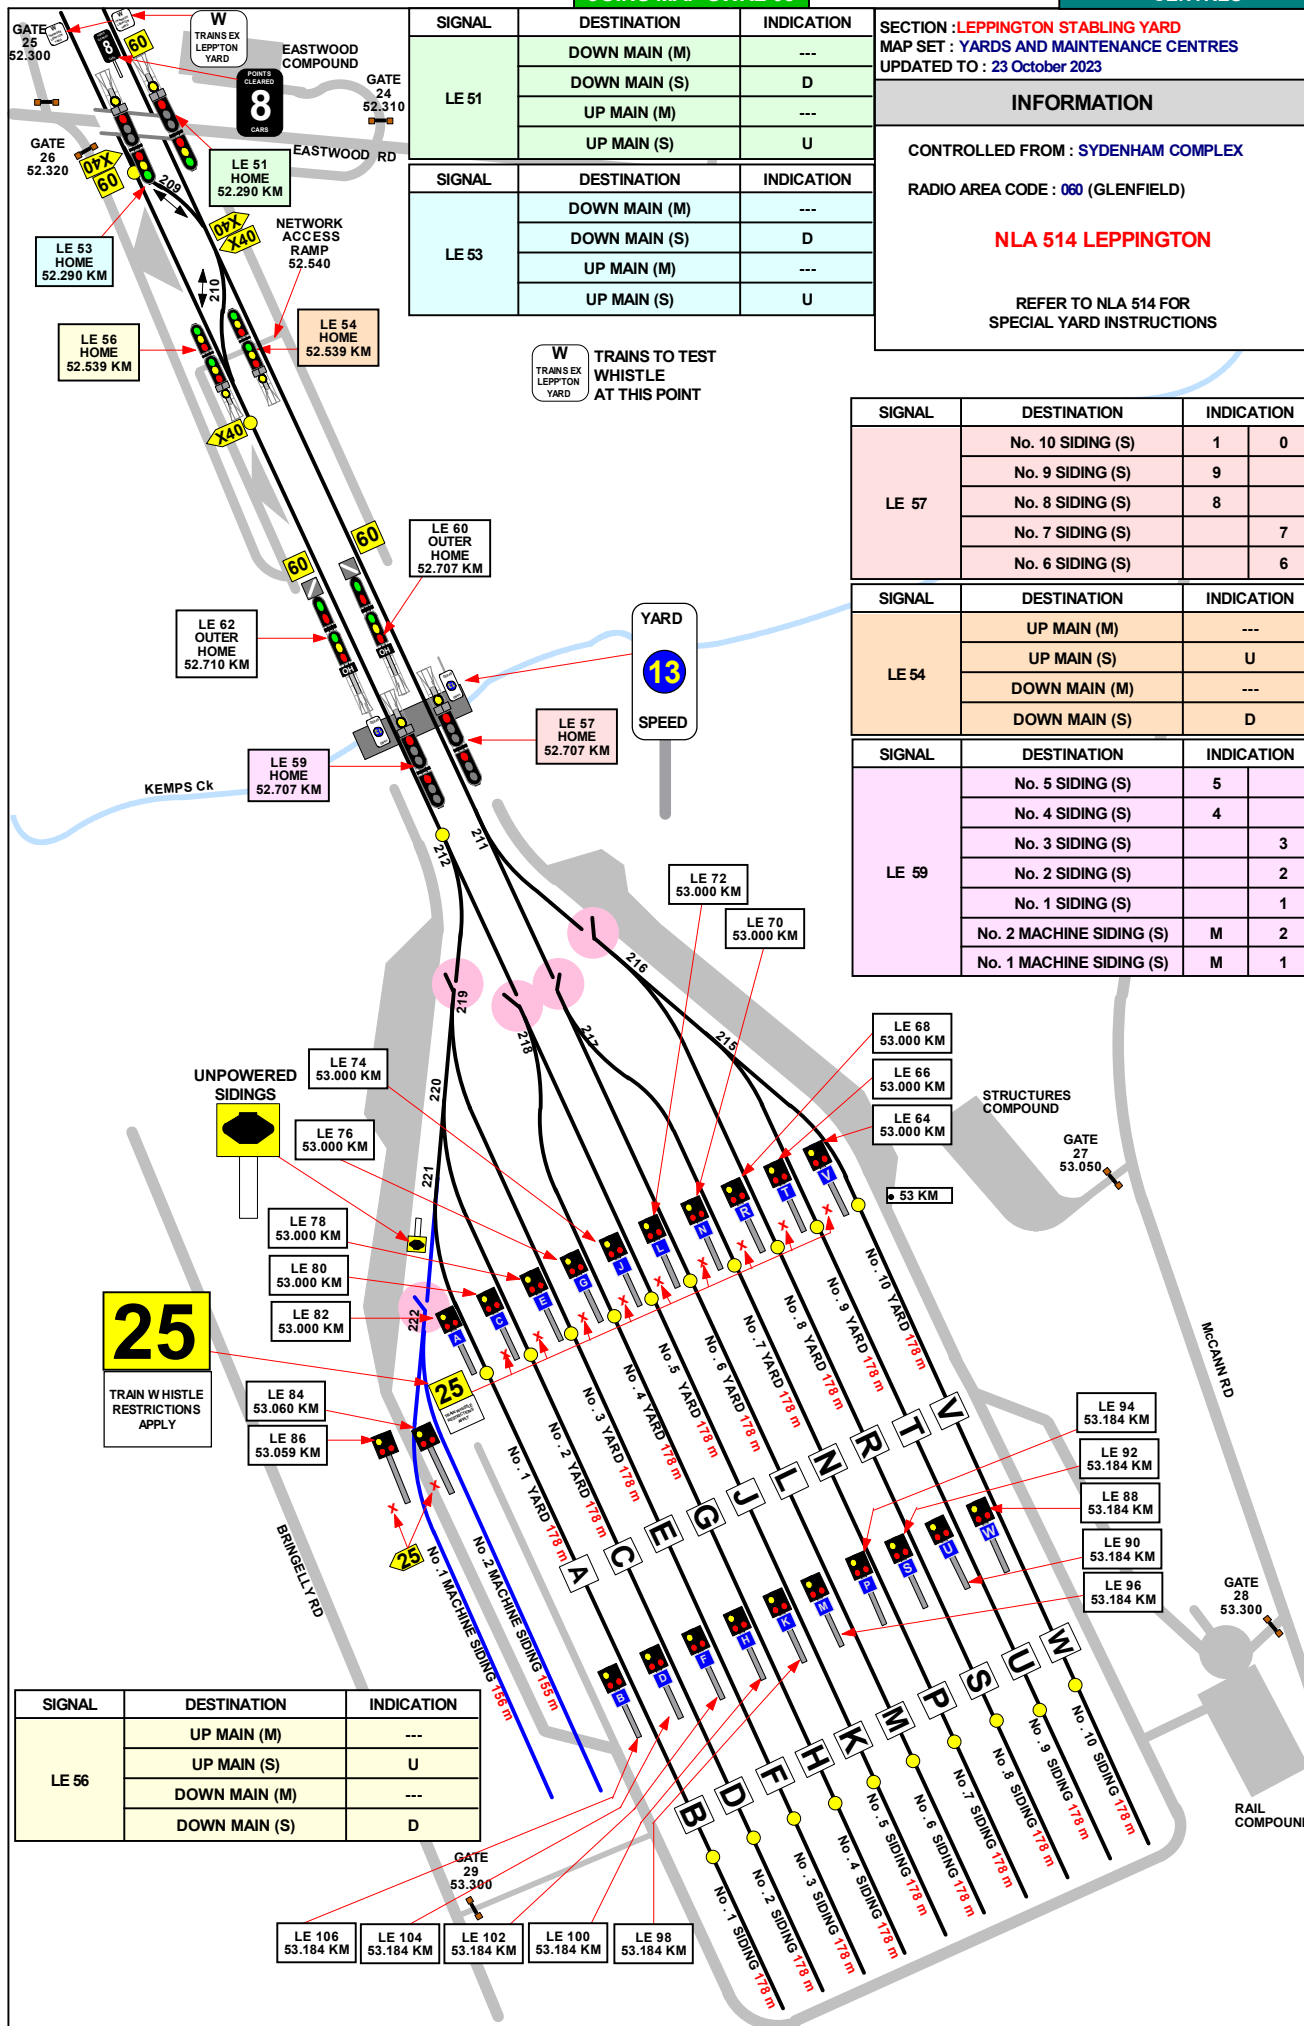 GATE
25
52.300
W
TRAINS EX
LEPP'TON
YARD
EASTWOOD
COMPOUND
POINTS
CLEARED
8
CARS
GATE
24
52.310
8
60
GATE
26
52.320
EASTWOOD RD
X40
60
209
LE 51
HOME
52.290 KM
X40
X40
NETWORK
ACCESS
RAMP
52.540
LE 53
HOME
52.290 KM
210
LE 56
HOME
52.539 KM
LE 54
HOME
52.539 KM
X40
SIGNAL DESTINATION INDICATION
LE 51
DOWN MAIN (M) ---
DOWN MAIN (S) D
UP MAIN (M) ---
UP MAIN (S) U
SIGNAL DESTINATION INDICATION
LE 53
DOWN MAIN (M) ---
DOWN MAIN (S) D
UP MAIN (M) ---
UP MAIN (S) U
SECTION : LEPPINGTON STABLING YARD
MAP SET : YARDS AND MAINTENANCE CENTRES
UPDATED TO : 23 October 2023
INFORMATION
CONTROLLED FROM : SYDENHAM COMPLEX
RADIO AREA CODE : 060 (GLENFIELD)
NLA 514 LEPPINGTON
REFER TO NLA 514 FOR
SPECIAL YARD INSTRUCTIONS
W
TRAINS EX
LEPP'TON
YARD
TRAINS TO TEST
WHISTLE
AT THIS POINT
SIGNAL DESTINATION INDICATION
LE 57
No. 10 SIDING (S) 1 0
No. 9 SIDING (S) 9
No. 8 SIDING (S) 8
No. 7 SIDING (S) 7
No. 6 SIDING (S) 6
SIGNAL DESTINATION INDICATION
LE 54
UP MAIN (M) ---
UP MAIN (S) U
DOWN MAIN (M) ---
DOWN MAIN (S) D
SIGNAL DESTINATION INDICATION
LE 59
No. 5 SIDING (S) 5
No. 4 SIDING (S) 4
No. 3 SIDING (S) 3
No. 2 SIDING (S) 2
No. 1 SIDING (S) 1
No. 2 MACHINE SIDING (S) M 2
No. 1 MACHINE SIDING (S) M 1
60
60
LE 60
OUTER
HOME
52.707 KM
LE 62
OUTER
HOME
52.710 KM
OH
OH
YARD
13
SPEED
LE 57
HOME
52.707 KM
LE 59
HOME
52.707 KM
KEMPS Ck
211
212
LE 72
53.000 KM
LE 70
53.000 KM
216
219
218
217
215
LE 68
53.000 KM
LE 66
53.000 KM
LE 64
53.000 KM
STRUCTURES
COMPOUND
GATE
27
53.050
53 KM
UNPOWERED
SIDINGS
LE 74
53.000 KM
LE 76
53.000 KM
LE 78
53.000 KM
LE 80
53.000 KM
LE 82
53.000 KM
220
221
222
A
C
E
G
J
L
N
R
T
V
25
TRAIN WHISTLE
RESTRICTIONS
APPLY
25
LE 84
53.060 KM
LE 86
53.059 KM
25
X
X
X
X
X
X
X
X
X
X
X
No. 1 YARD 178 m
No. 2 YARD 178 m
No. 3 YARD 178 m
No. 4 YARD 178 m
No. 5 YARD 178 m
No. 6 YARD 178 m
No. 7 YARD 178 m
No. 8 YARD 178 m
No. 9 YARD 178 m
No. 10 YARD 178 m
McCANN RD
BRINGELLY RD
No. 1 MACHINE SIDING 156 m
No. 2 MACHINE SIDING 155 m
A
C
E
G
J
L
N
R
T
V
LE 94
53.184 KM
LE 92
53.184 KM
LE 88
53.184 KM
LE 90
53.184 KM
LE 96
53.184 KM
GATE
28
53.300
B
D
F
H
K
M
P
S
U
W
B
D
F
H
K
M
P
S
U
W
No. 1 SIDING 178 m
No. 2 SIDING 178 m
No. 3 SIDING 178 m
No. 4 SIDING 178 m
No. 5 SIDING 178 m
No. 6 SIDING 178 m
No. 7 SIDING 178 m
No. 8 SIDING 178 m
No. 9 SIDING 178 m
No. 10 SIDING 178 m
RAIL
COMPOUND
SIGNAL DESTINATION INDICATION
LE 56
UP MAIN (M) ---
UP MAIN (S) U
DOWN MAIN (M) ---
DOWN MAIN (S) D
GATE
29
53.300
LE 106
53.184 KM
LE 104
53.184 KM
LE 102
53.184 KM
LE 100
53.184 KM
LE 98
53.184 KM